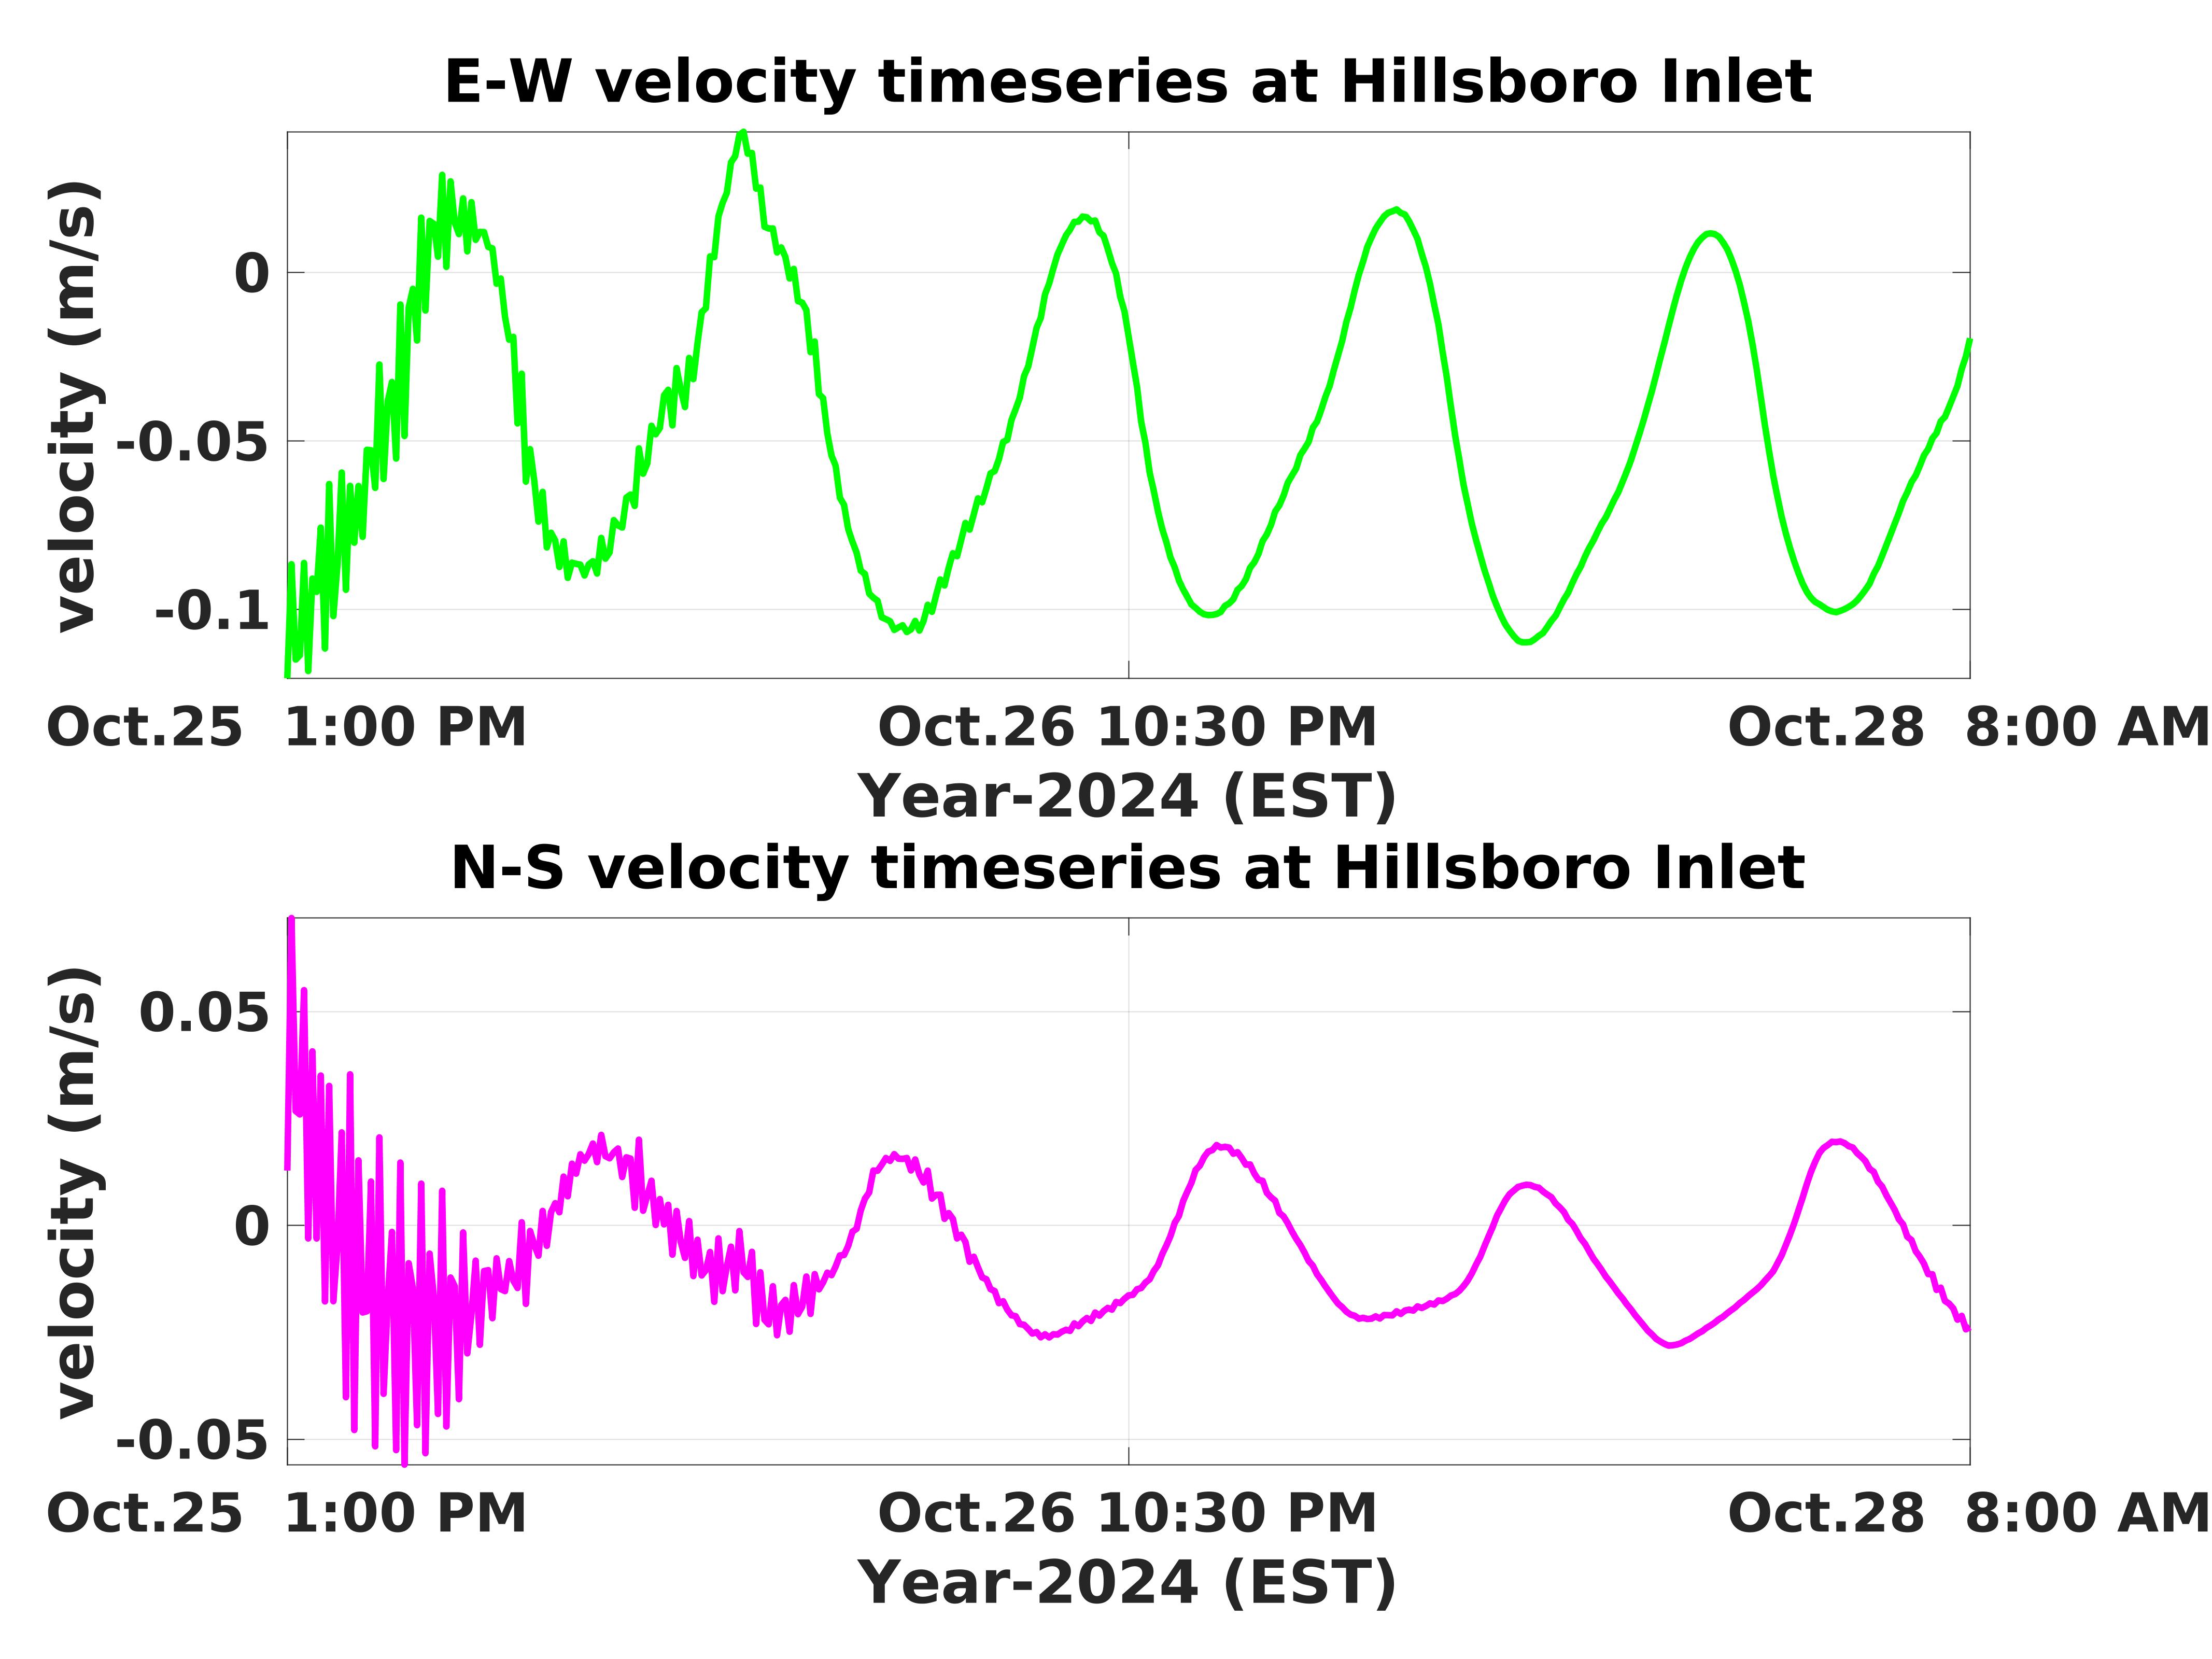 E-W velocity timeseries at Hillsboro Inlet
velocity (m/s)
0
-0.05
-0.1
Oct.25 1:00 PM Oct.26 10:30 PM Oct.28 8:00 AM
Year-2024 (EST)
N-S velocity timeseries at Hillsboro Inlet
velocity (m/s)
0.05
0
-0.05
Oct.25 1:00 PM Oct.26 10:30 PM Oct.28 8:00 AM
Year-2024 (EST)